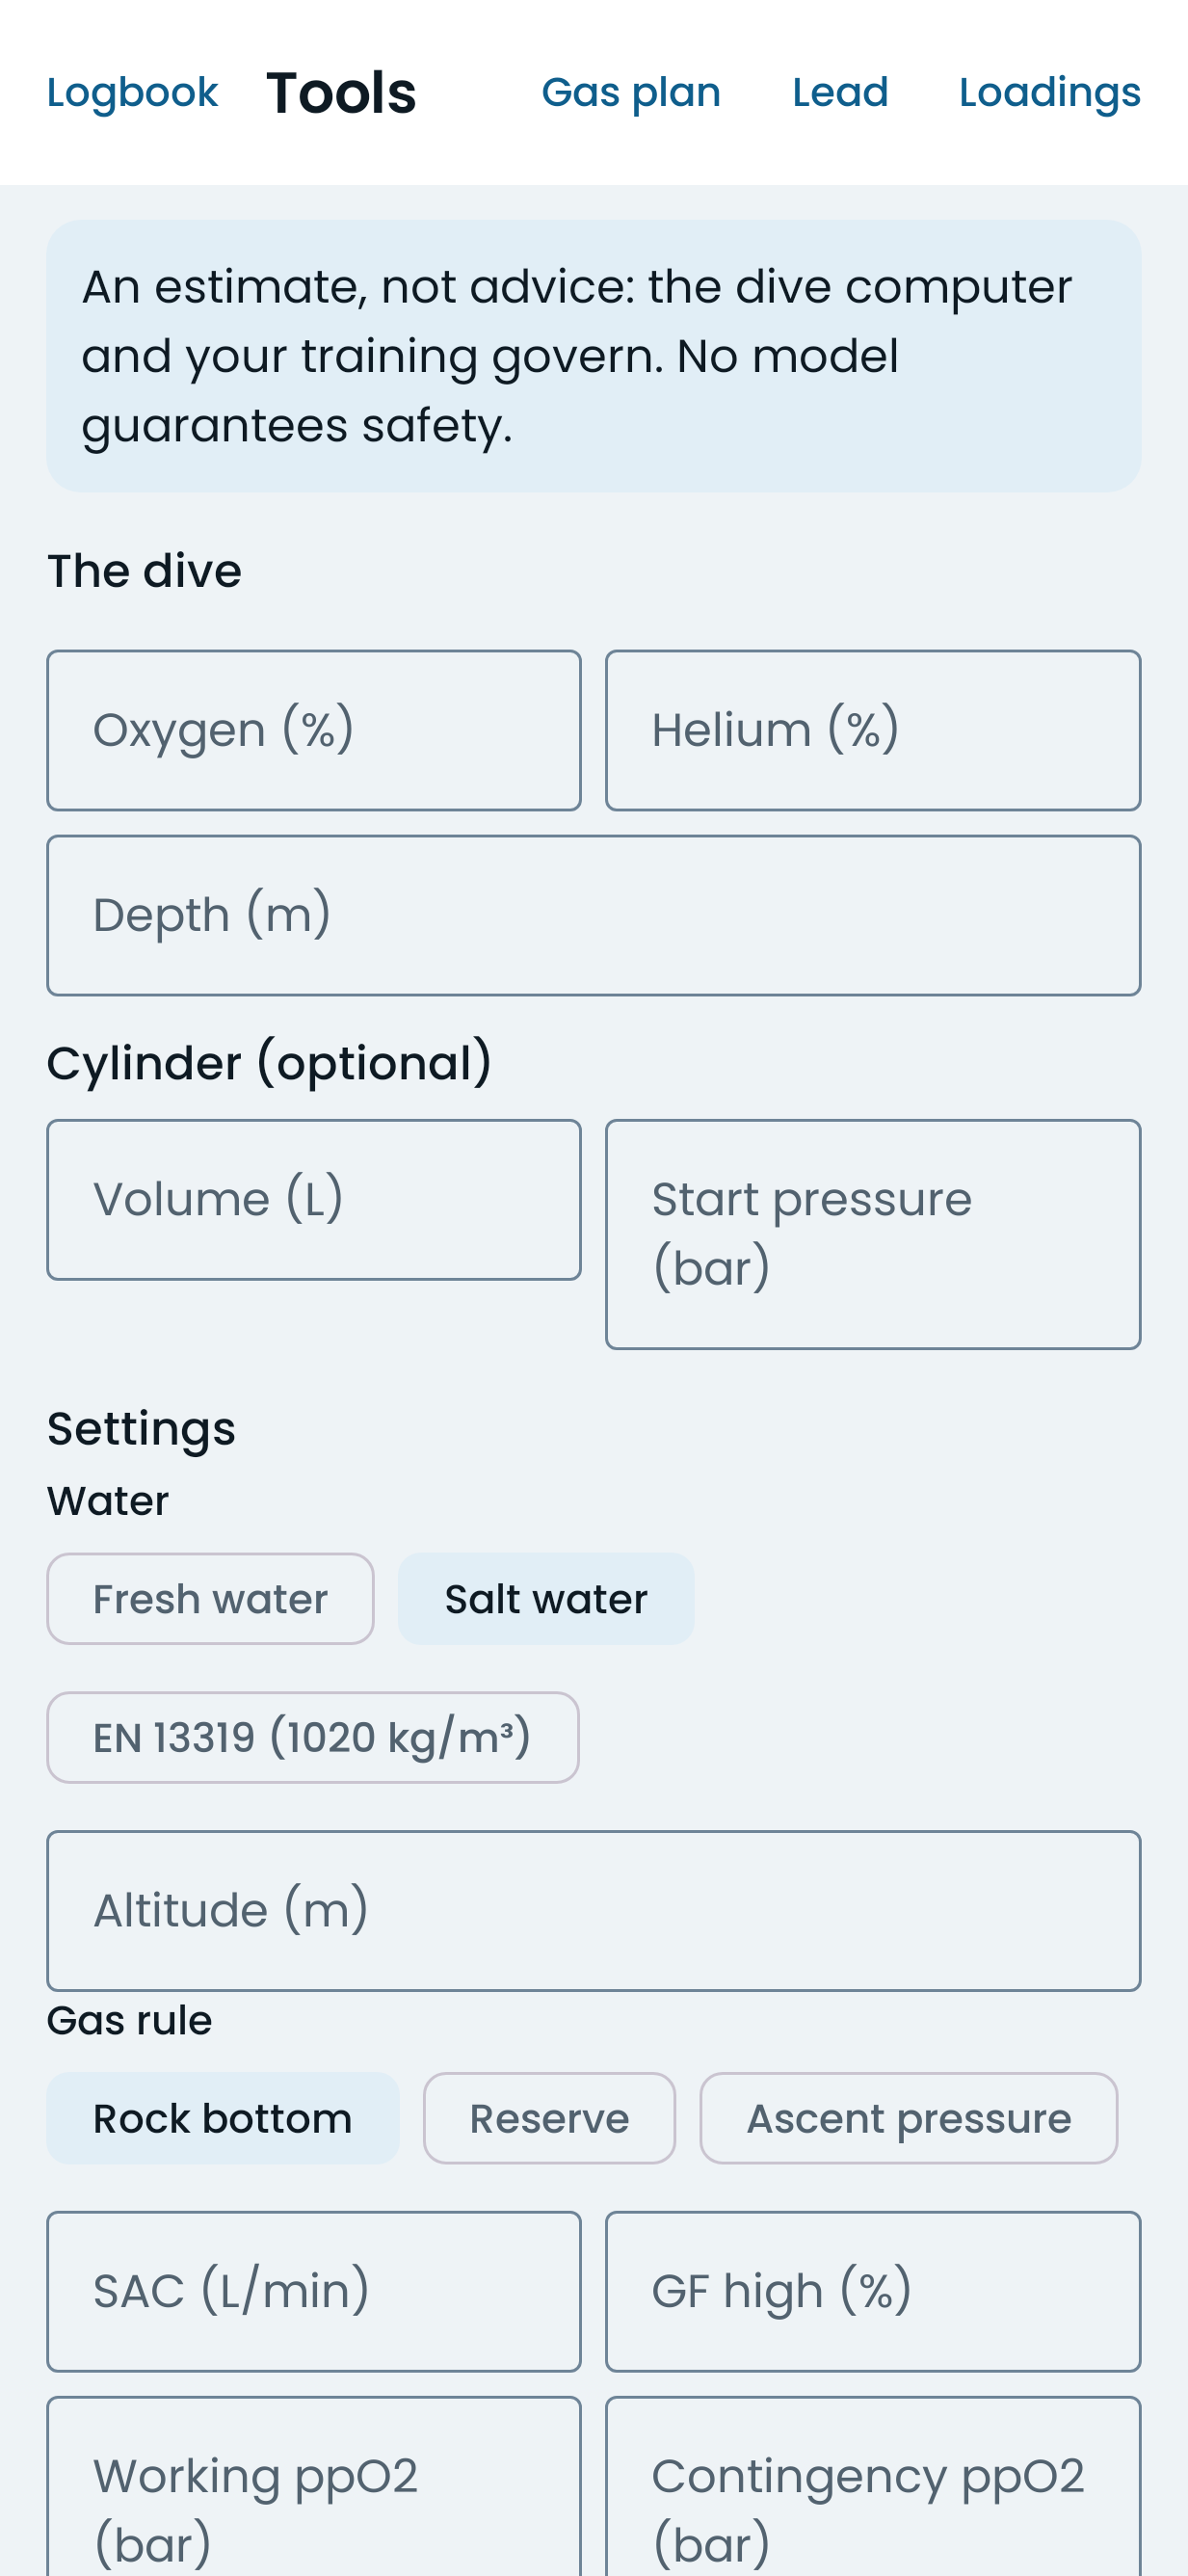 Logbook Tools Gas plan Lead Loadings
An estimate, not advice: the dive computer
and your training govern. No model
guarantees safety.
The dive
Oxygen (%) Helium (%)
Depth (m)
Cylinder (optional)
Volume (L) Start pressure
(bar)
Settings
Water
Fresh water Salt water
EN 13319 (1020 kg/m³)
Altitude (m)
Gas rule
Rock bottom Reserve Ascent pressure
SAC (L/min) GF high (%)
Working ppO2 Contingency ppO2
(bar) (bar)